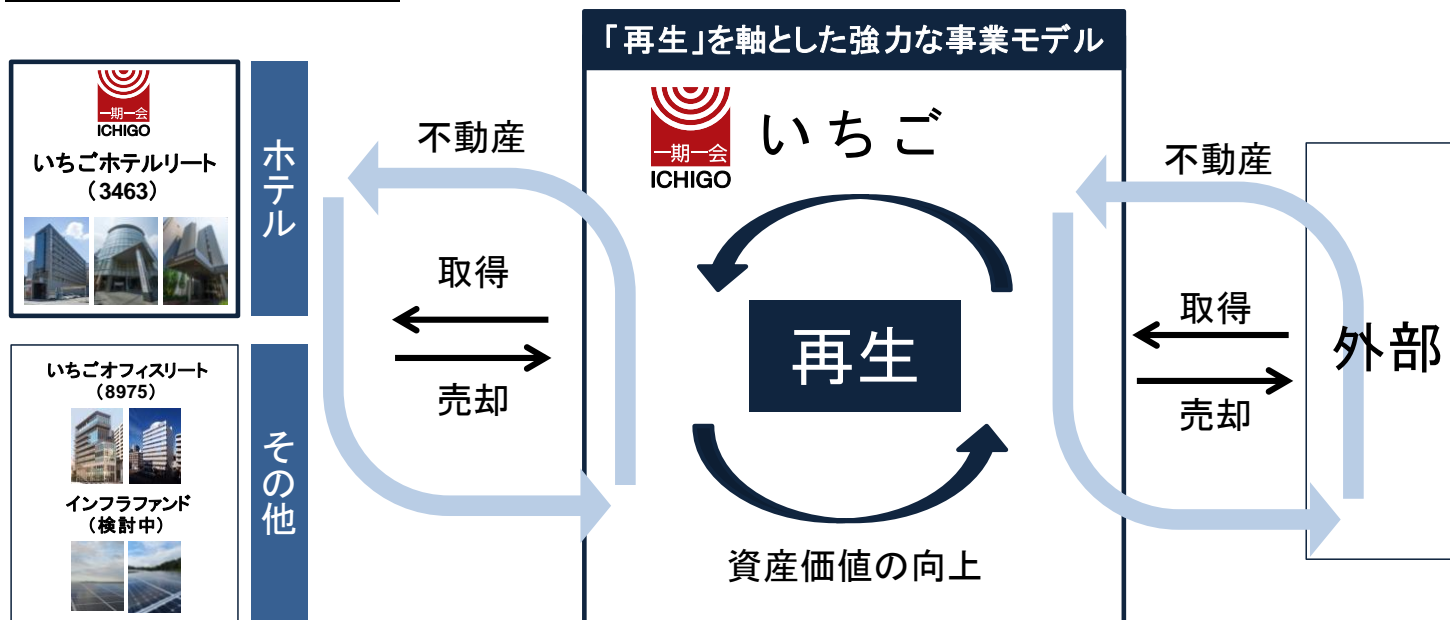 「再生」を軸とした強力な事業モデル
一期一会
ICHIGO
いちごホテルリート
（3463）
ホテル
いちごオフィスリート
（8975）
インフラファンド
（検討中）
その他
不動産
取得
売却
一期一会
ICHIGO
いちご
再生
資産価値の向上
不動産
取得
売却
外部